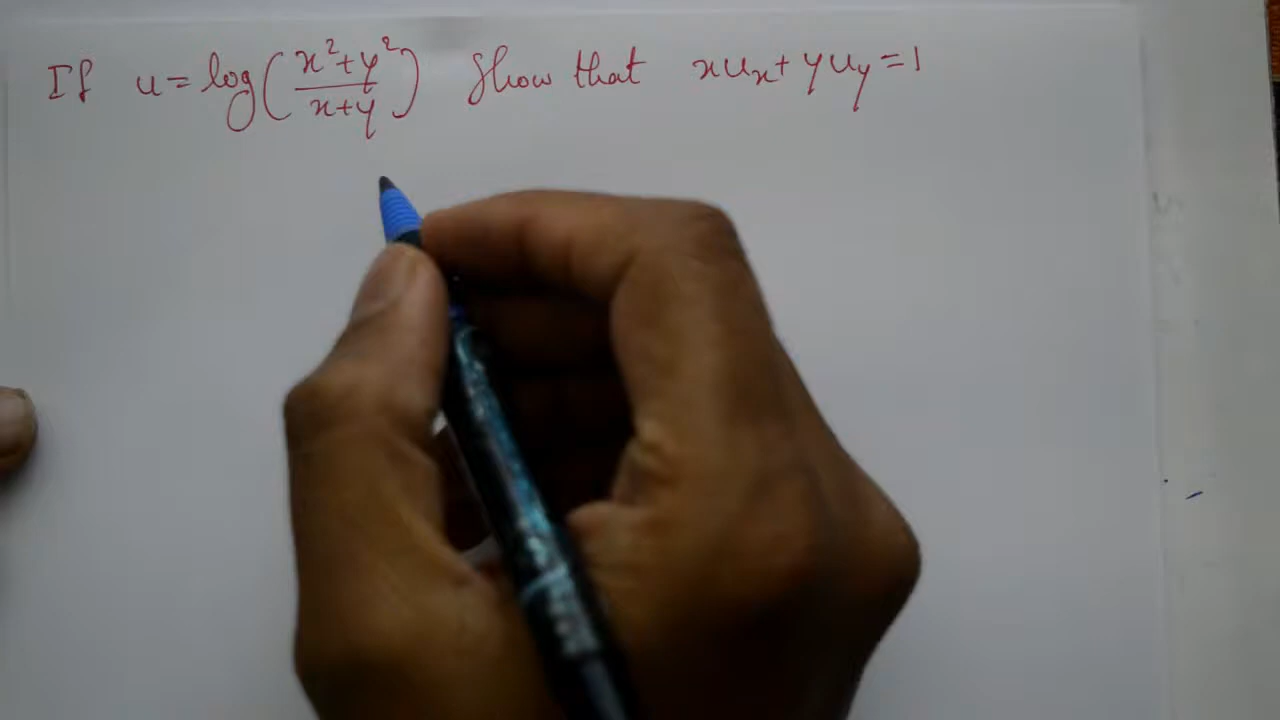 If u = log((x²+y²)/(x+y)) show that xuₓ + yu_y = 1